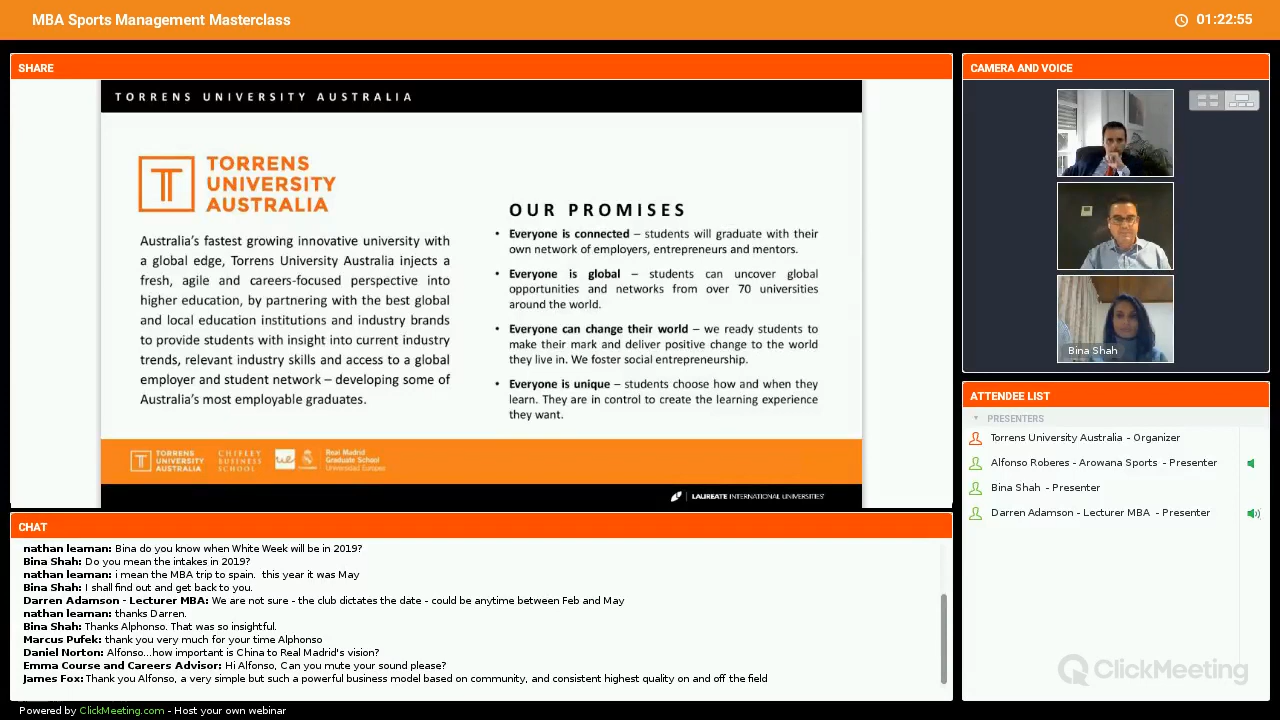 MBA Sports Management Masterclass
01:22:55
SHARE
TORRENS UNIVERSITY AUSTRALIA
TORRENS
UNIVERSITY
AUSTRALIA
Australia's fastest growing innovative university with
a global edge, Torrens University Australia injects a
fresh, agile and careers-focused perspective into
higher education, by partnering with the best global
and local education institutions and industry brands
to provide students with insight into current industry
trends, relevant industry skills and access to a global
employer and student network – developing some of
Australia's most employable graduates.
OUR PROMISES
• Everyone is connected – students will graduate with their
own network of employers, entrepreneurs and mentors.
• Everyone is global – students can uncover global
opportunities and networks from over 70 universities
around the world.
• Everyone can change their world – we ready students to
make their mark and deliver positive change to the world
they live in. We foster social entrepreneurship.
• Everyone is unique – students choose how and when they
learn. They are in control to create the learning experience
they want.
TORRENS
UNIVERSITY
AUSTRALIA
CHIFLEY
BUSINESS
SCHOOL
ue
Real Madrid
Graduate School
Universidad Europea
LAUREATE INTERNATIONAL UNIVERSITIES
CAMERA AND VOICE
Bina Shah
ATTENDEE LIST
PRESENTERS
Torrens University Australia - Organizer
Alfonso Roberes - Arowana Sports - Presenter
Bina Shah - Presenter
Darren Adamson - Lecturer MBA - Presenter
CHAT
nathan leaman: Bina do you know when White Week will be in 2019?
Bina Shah: Do you mean the intakes in 2019?
nathan leaman: i mean the MBA trip to spain. this year it was May
Bina Shah: I shall find out and get back to you.
Darren Adamson - Lecturer MBA: We are not sure - the club dictates the date - could be anytime between Feb and May
nathan leaman: thanks Darren.
Bina Shah: Thanks Alphonso. That was so insightful.
Marcus Pufek: thank you very much for your time Alphonso
Daniel Norton: Alfonso...how important is China to Real Madrid's vision?
Emma Course and Careers Advisor: Hi Alfonso, Can you mute your sound please?
James Fox: Thank you Alfonso, a very simple but such a powerful business model based on community, and consistent highest quality on and off the field
ClickMeeting
Powered by ClickMeeting.com - Host your own webinar